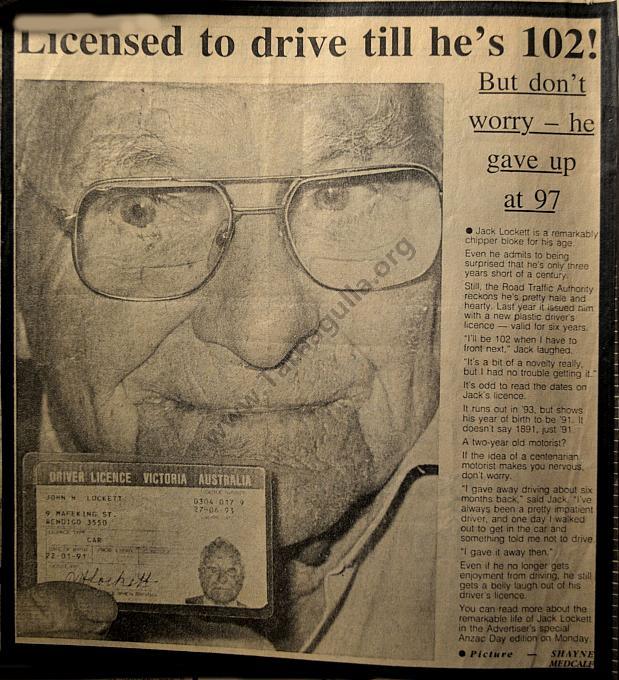 Licensed to drive till he's 102!
But don't
worry – he
gave up
at 97
● Jack Lockett is a remarkably
chipper bloke for his age.
Even he admits to being
surprised that he's only three
years short of a century.
Still, the Road Traffic Authority
reckons he's pretty hale and
hearty. Last year it issued him
with a new plastic driver's
licence — valid for six years.
"I'll be 102 when I have to
front next," Jack laughed.
"It's a bit of a novelty really,
but I had no trouble getting it."
It's odd to read the dates on
Jack's licence.
It runs out in '93, but shows
his year of birth to be '91. It
doesn't say 1891, just '91.
A two-year old motorist?
If the idea of a centenarian
motorist makes you nervous,
don't worry.
"I gave away driving about six
months back," said Jack. "I've
always been a pretty impatient
driver, and one day I walked
out to get in the car and
something told me not to drive.
"I gave it away then."
Even if he no longer gets
enjoyment from driving, he still
gets a belly laugh out of his
driver's licence.
You can read more about the
remarkable life of Jack Lockett
in the Advertiser's special
Anzac Day edition on Monday.
● Picture — SHAYNE
MEDCALF
DRIVER LICENCE VICTORIA AUSTRALIA
JOHN H LOCKETT
0304 017 9
27-06-93
9 MAFEKING ST.
BENDIGO 3550
CAR
22-01-91
Lockett